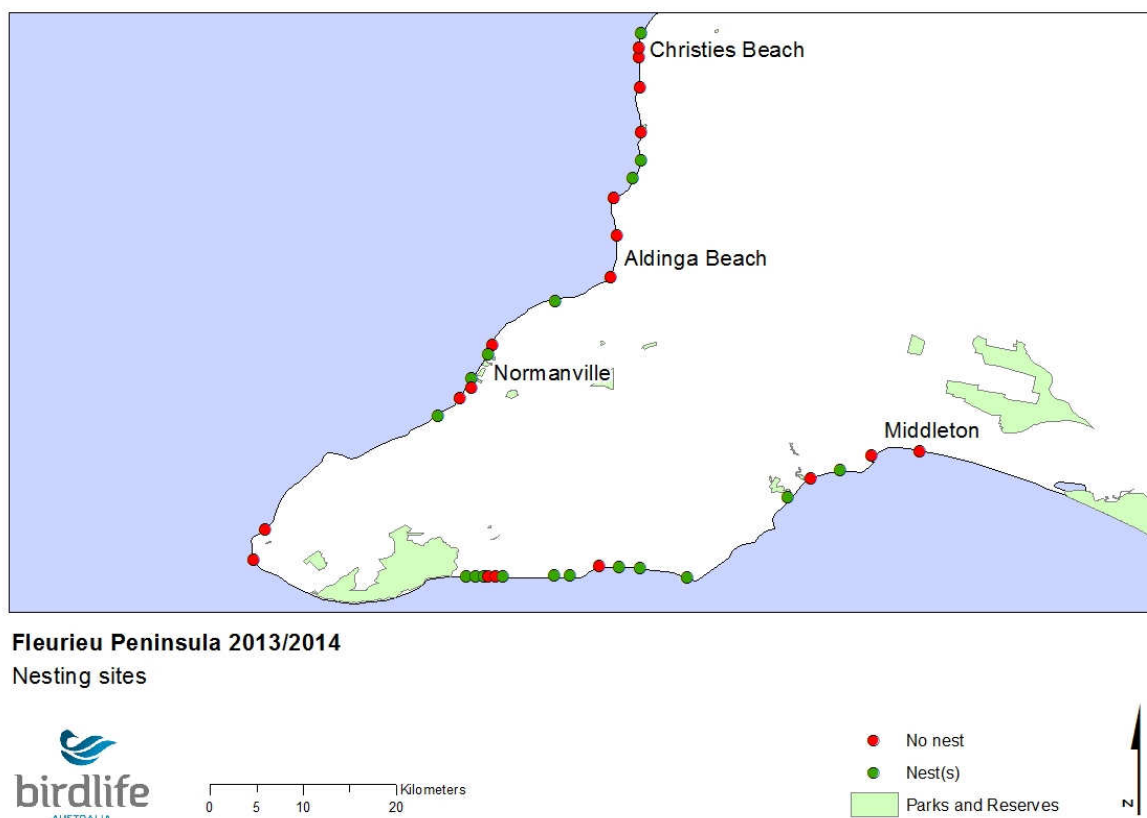 Christies Beach
Aldinga Beach
Normanville
Middleton
Fleurieu Peninsula 2013/2014
Nesting sites
birdlife
AUSTRALIA
Kilometers
0 5 10 20
No nest
Nest(s)
Parks and Reserves
N